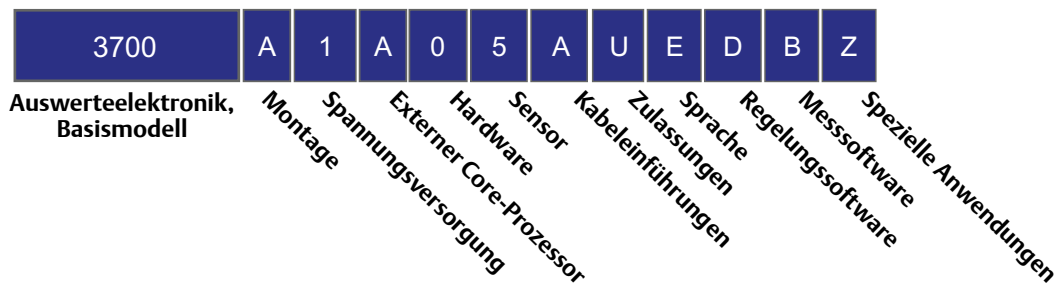 3700 A 1 A 0 5 A U E D B Z
Auswerteelektronik,
Basismodell
Montage
Spannungsversorgung
Externer Core-Prozessor
Hardware
Sensor
Kabeleinführungen
Zulassungen
Sprache
Regelungssoftware
Messsoftware
Spezielle Anwendungen